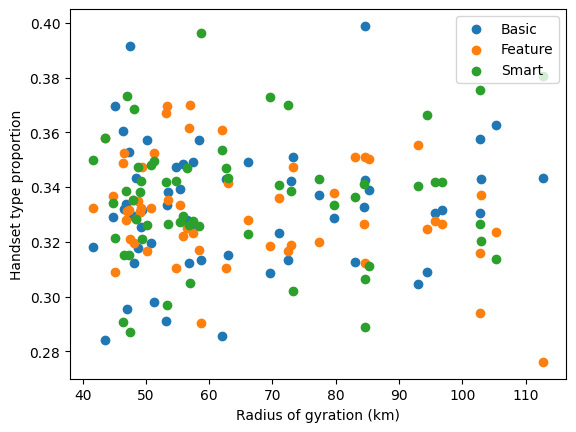 0.40
0.38
0.36
0.34
0.32
0.30
0.28
Handset type proportion
Basic
Feature
Smart
40 50 60 70 80 90 100 110
Radius of gyration (km)